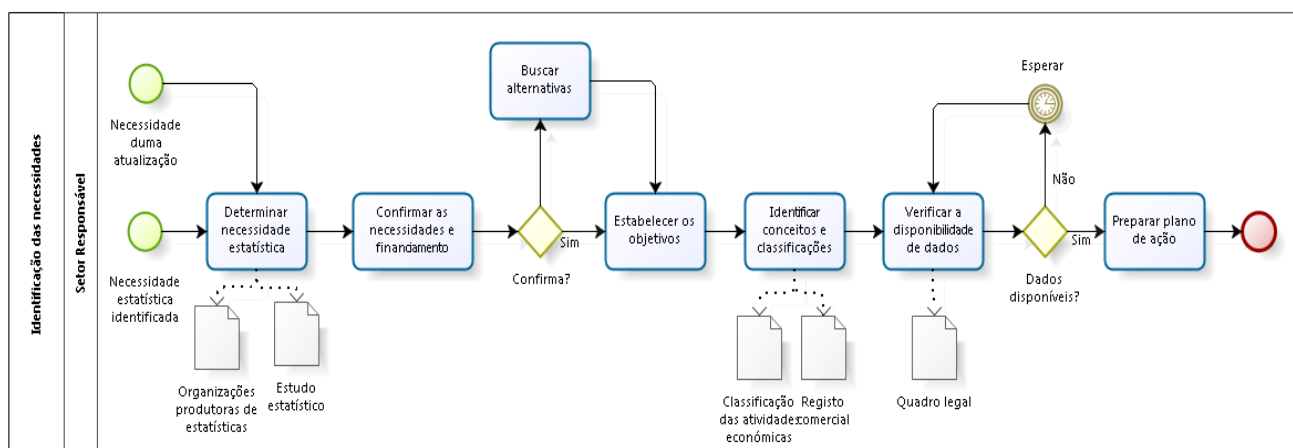 Identificação das necessidades
Setor Responsável
Necessidade
duma
atualização
Necessidade
estatística
identificada
Determinar
necessidade
estatística
Organizações
produtoras de
estatísticas
Estudo
estatístico
Confirmar as
necessidades e
financiamento
Buscar
alternativas
Confirma?
Sim
Estabelecer os
objetivos
Identificar
conceitos e
classificações
Classificação
das atividades
económicas
Registo
comercial
Verificar a
disponibilidade
de dados
Quadro legal
Esperar
Não
Dados
disponíveis?
Sim
Preparar plano
de ação